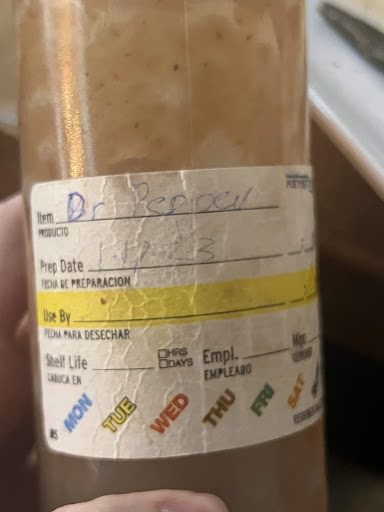 Item Dr Pepper
PRODUCTO
Prep Date 1-17-23
FECHA DE PREPARACION
Use By
FECHA PARA DESECHAR
Shelf Life HRS Empl. Mgr.
CADUCA EN DAYS EMPLEADO
MON TUE WED THU FRI SAT